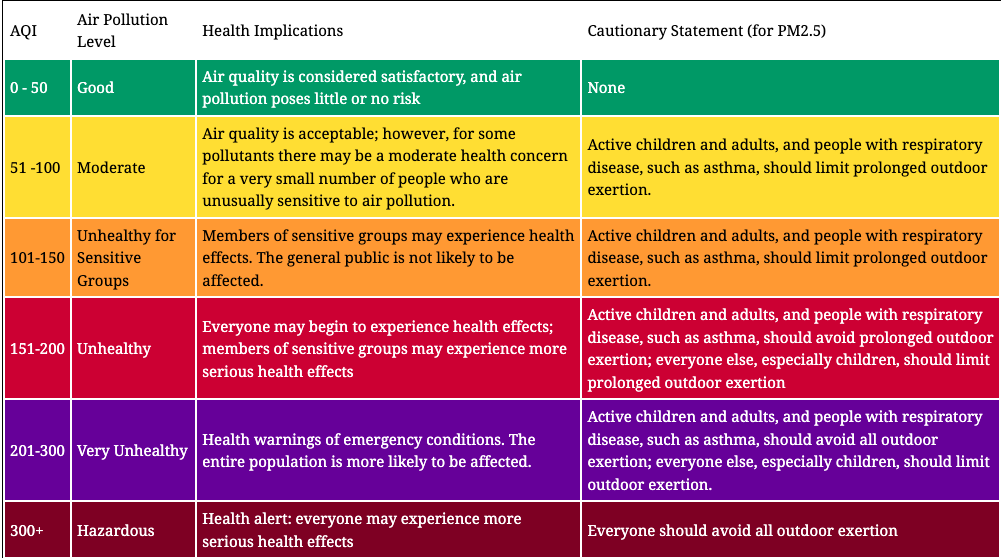 AQI
Air Pollution
Level
Health Implications
Cautionary Statement (for PM2.5)
0 - 50
Good
Air quality is considered satisfactory, and air
pollution poses little or no risk
None
51 -100
Moderate
Air quality is acceptable; however, for some
pollutants there may be a moderate health concern
for a very small number of people who are
unusually sensitive to air pollution.
Active children and adults, and people with respiratory
disease, such as asthma, should limit prolonged outdoor
exertion.
101-150
Unhealthy for
Sensitive
Groups
Members of sensitive groups may experience health
effects. The general public is not likely to be
affected.
Active children and adults, and people with respiratory
disease, such as asthma, should limit prolonged outdoor
exertion.
151-200
Unhealthy
Everyone may begin to experience health effects;
members of sensitive groups may experience more
serious health effects
Active children and adults, and people with respiratory
disease, such as asthma, should avoid prolonged outdoor
exertion; everyone else, especially children, should limit
prolonged outdoor exertion
201-300
Very Unhealthy
Health warnings of emergency conditions. The
entire population is more likely to be affected.
Active children and adults, and people with respiratory
disease, such as asthma, should avoid all outdoor
exertion; everyone else, especially children, should limit
outdoor exertion.
300+
Hazardous
Health alert: everyone may experience more
serious health effects
Everyone should avoid all outdoor exertion